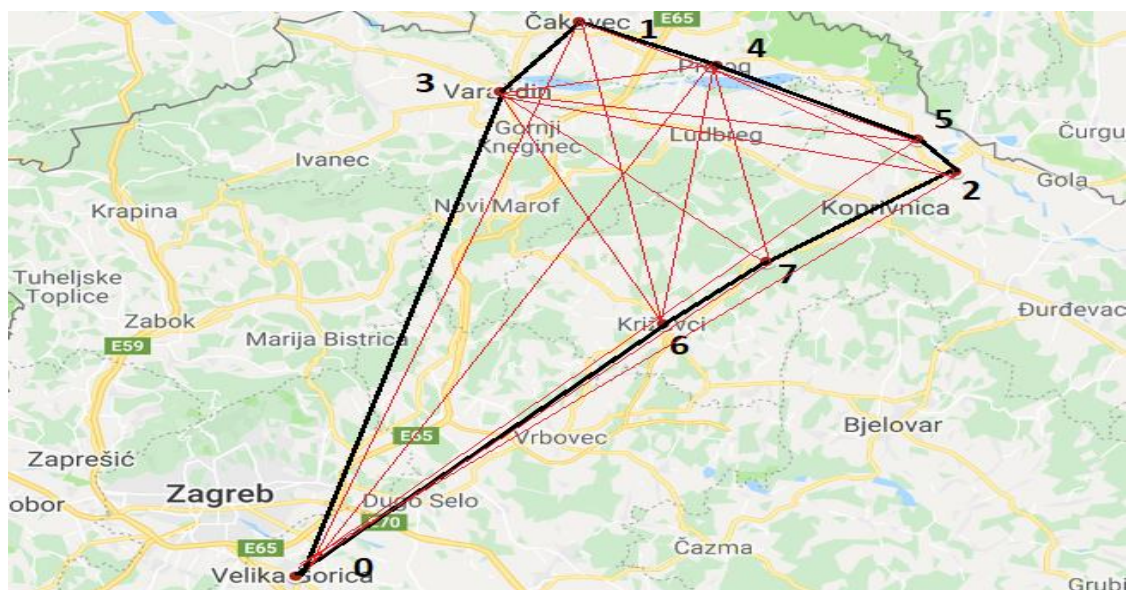 Čakovec
E65
1
4
Prelog
3
Varaždin
Gornji
Kneginec
Ludbreg
5
Čurgu
Ivanec
2
Gola
Krapina
Novi Marof
Koprivnica
7
Tuheljske
Toplice
Zabok
Križevci
Đurđevac
E59
Marija Bistrica
6
E65
Vrbovec
Bjelovar
Zaprešić
Zagreb
obor
Dugo Selo
E70
E65
Čazma
Velika Gorica
0
Grubi